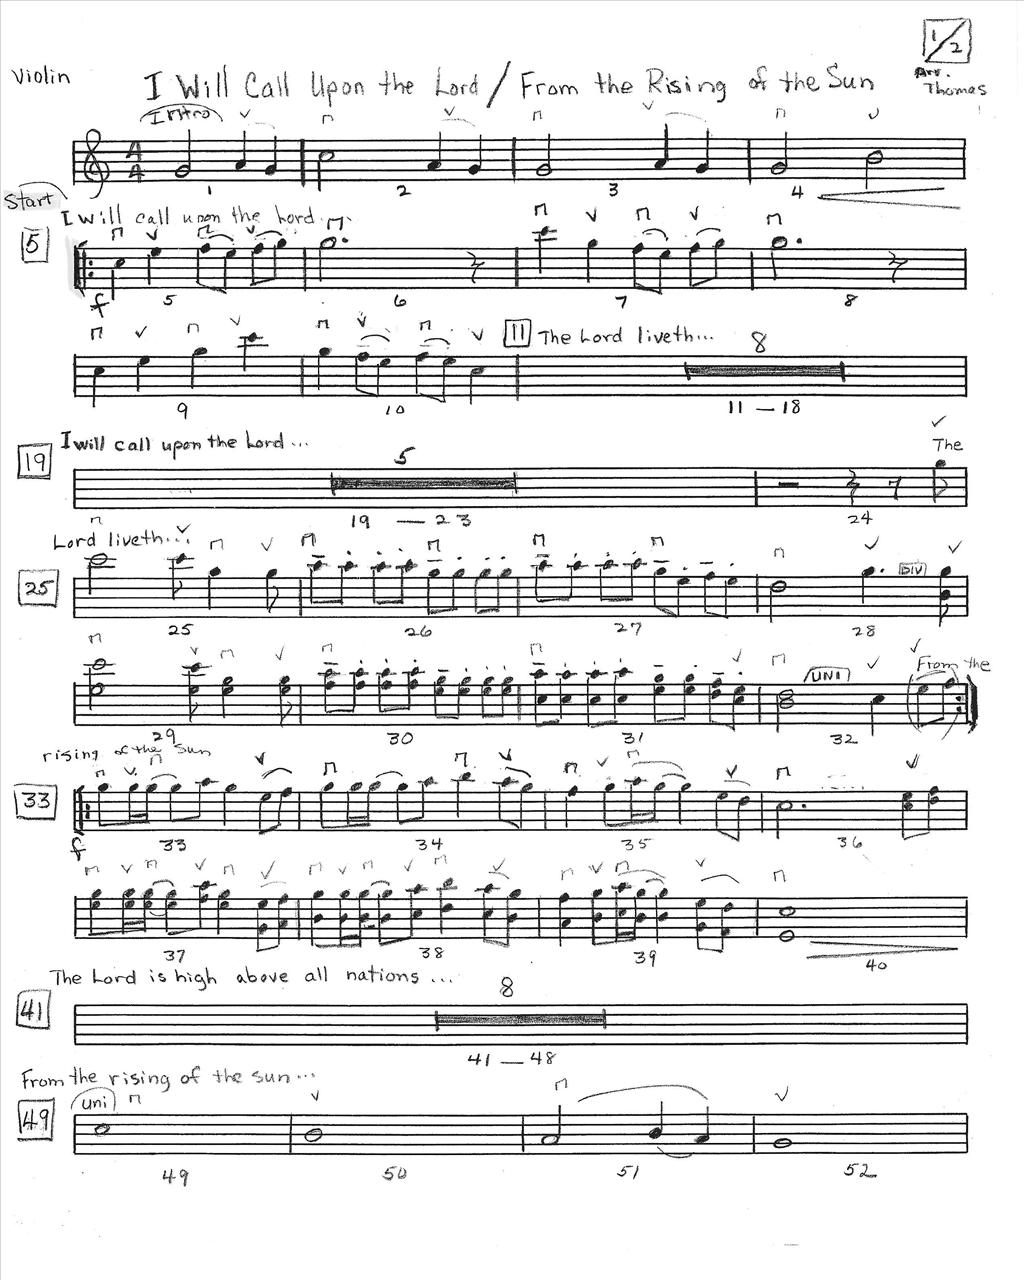 1/2
Violin
I Will Call Upon the Lord / From the Rising of the Sun
Arr. Thomas
Intro
4 4
1 2 3 4
Start
I will call upon the Lord...
5
f
5 6 7 8
11 The Lord liveth...
8
9 10 11 — 18
I will call upon the Lord...
19
5
The
19 — 23 24
Lord liveth...
25
DIV
25 26 27 28
UNI
From the
29 30 31 32
rising of the Sun
33
f
33 34 35 36
37 38 39 40
The Lord is high above all nations...
41
8
41 — 48
From the rising of the sun...
uni
49
49 50 51 52